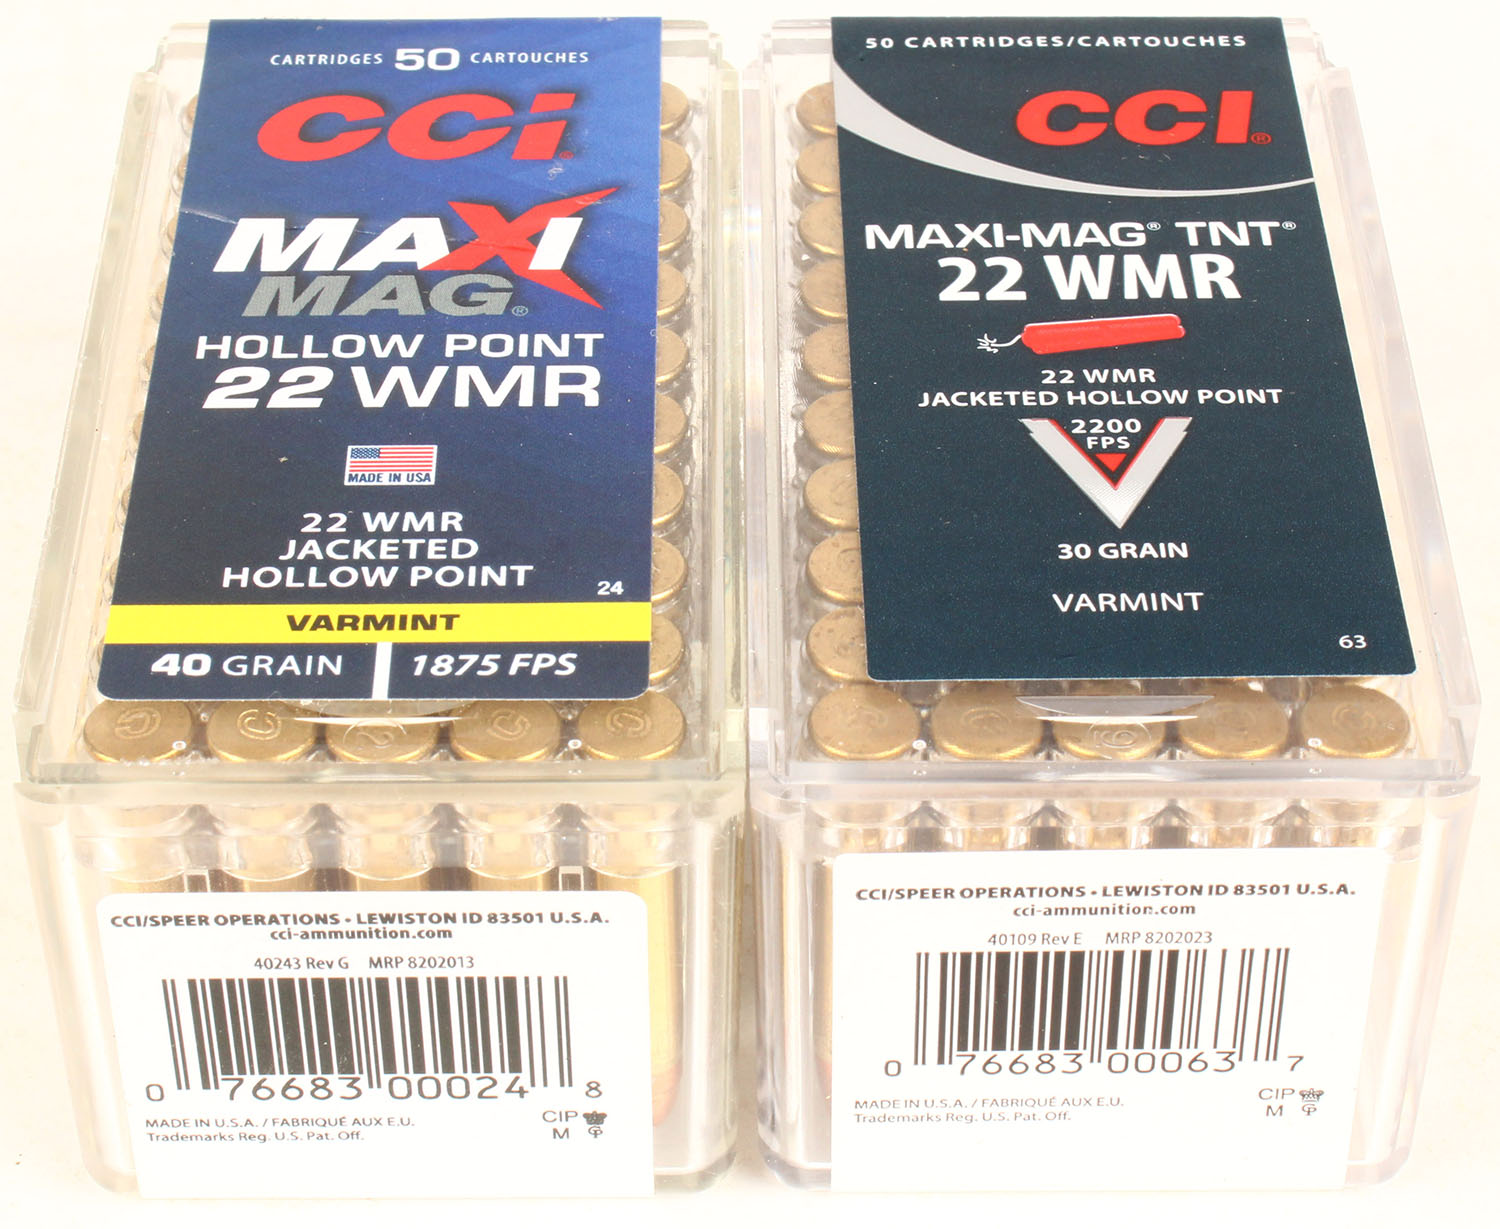 CARTRIDGES 50 CARTOUCHES
CCi®
MAXI
MAG®
HOLLOW POINT
22 WMR
MADE IN USA
22 WMR
JACKETED
HOLLOW POINT
24
VARMINT
40 GRAIN 1875 FPS
CCI/SPEER OPERATIONS • LEWISTON ID 83501 U.S.A.
cci-ammunition.com
40243 Rev G MRP 8202013
0 76683 00024 8
MADE IN U.S.A. / FABRIQUÉ AUX E.U.
Trademarks Reg. U.S. Pat. Off.
CIP
M
50 CARTRIDGES/CARTOUCHES
CCI®
MAXI-MAG® TNT®
22 WMR
22 WMR
JACKETED HOLLOW POINT
2200
FPS
30 GRAIN
VARMINT
63
CCI/SPEER OPERATIONS • LEWISTON ID 83501 U.S.A.
cci-ammunition.com
40109 Rev E MRP 8202023
0 76683 00063 7
MADE IN U.S.A. / FABRIQUÉ AUX E.U.
Trademarks Reg. U.S. Pat. Off.
CIP
M